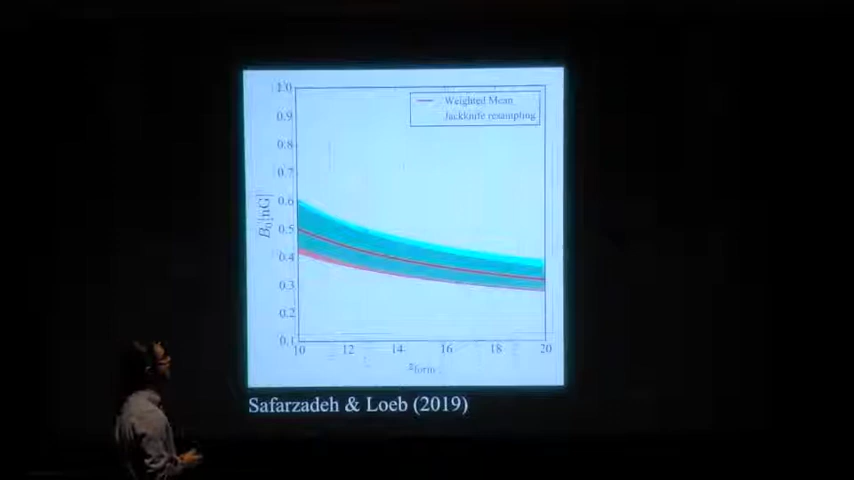 1.0
0.9
0.8
0.7
0.6
0.5
0.4
0.3
0.2
0.1
B₀[nG]
Weighted Mean
Jackknife resampling
10 12 14 16 18 20
z_form
Safarzadeh & Loeb (2019)